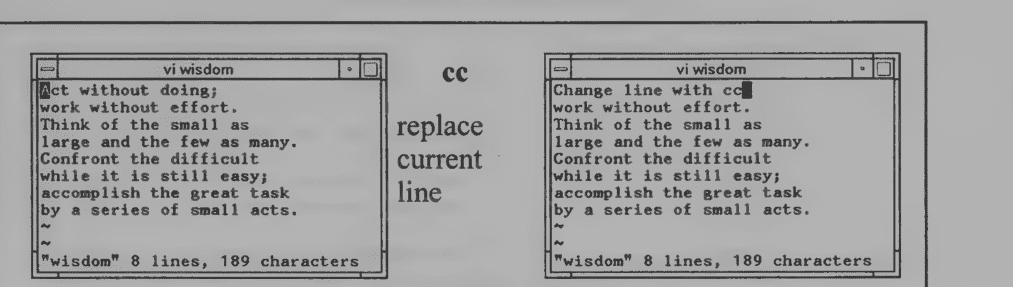 vi wisdom
Act without doing;
work without effort.
Think of the small as
large and the few as many.
Confront the difficult
while it is still easy;
accomplish the great task
by a series of small acts.
~
~
"wisdom" 8 lines, 189 characters
cc
replace
current
line
vi wisdom
Change line with cc
work without effort.
Think of the small as
large and the few as many.
Confront the difficult
while it is still easy;
accomplish the great task
by a series of small acts.
~
~
"wisdom" 8 lines, 189 characters